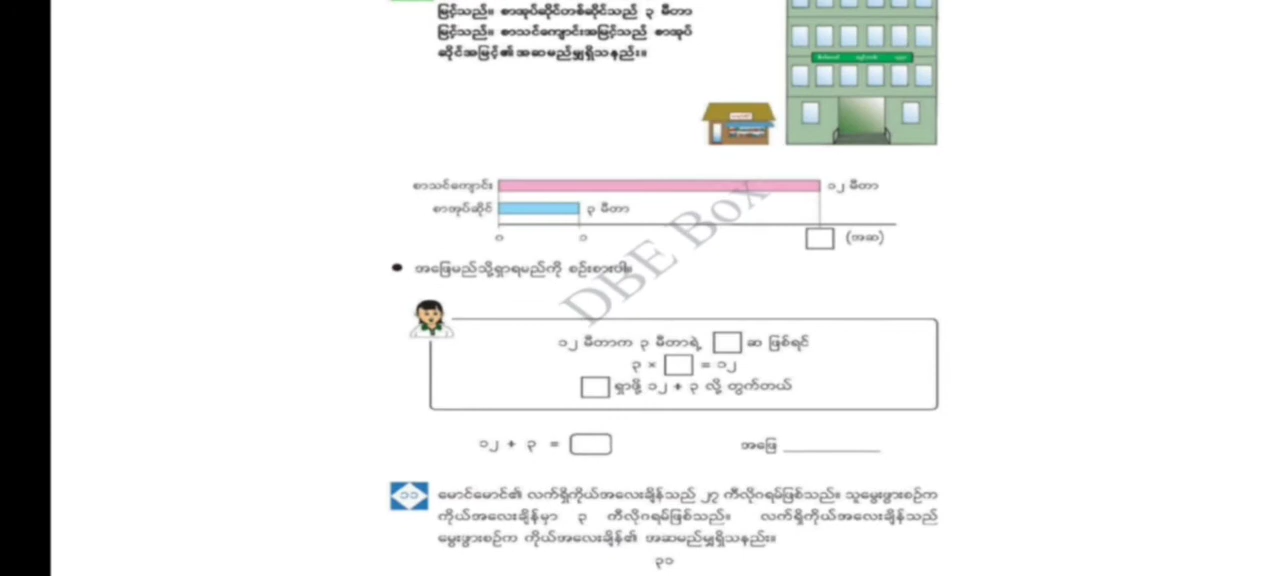 မြင့်သည်။ စာအုပ်ဆိုင်တစ်ဆိုင်သည် ၃ မီတာ
မြင့်သည်။ စာသင်ကျောင်းအမြင့်သည် စာအုပ်
ဆိုင်အမြင့်၏ အဆမည်မျှရှိသနည်း။
စာသင်ကျောင်း ၁၂ မီတာ
စာအုပ်ဆိုင် ၃ မီတာ
၀ ၁ (အဆ)
● အဖြေမည်သို့ရှာရမည်ကို စဉ်းစားပါ။
DBE Box
၁၂ မီတာက ၃ မီတာရဲ့ ဆ ဖြစ်ရင်
၃ × = ၁၂
ရှာဖို့ ၁၂ ÷ ၃ လို့ တွက်တယ်
၁၂ ÷ ၃ =
အဖြေ
၁၁ မောင်မောင်၏ လက်ရှိကိုယ်အလေးချိန်သည် ၂၇ ကီလိုဂရမ်ဖြစ်သည်။ သူမွေးဖွားစဉ်က
ကိုယ်အလေးချိန်မှာ ၃ ကီလိုဂရမ်ဖြစ်သည်။ လက်ရှိကိုယ်အလေးချိန်သည်
မွေးဖွားစဉ်က ကိုယ်အလေးချိန်၏ အဆမည်မျှရှိသနည်း။
၃၁